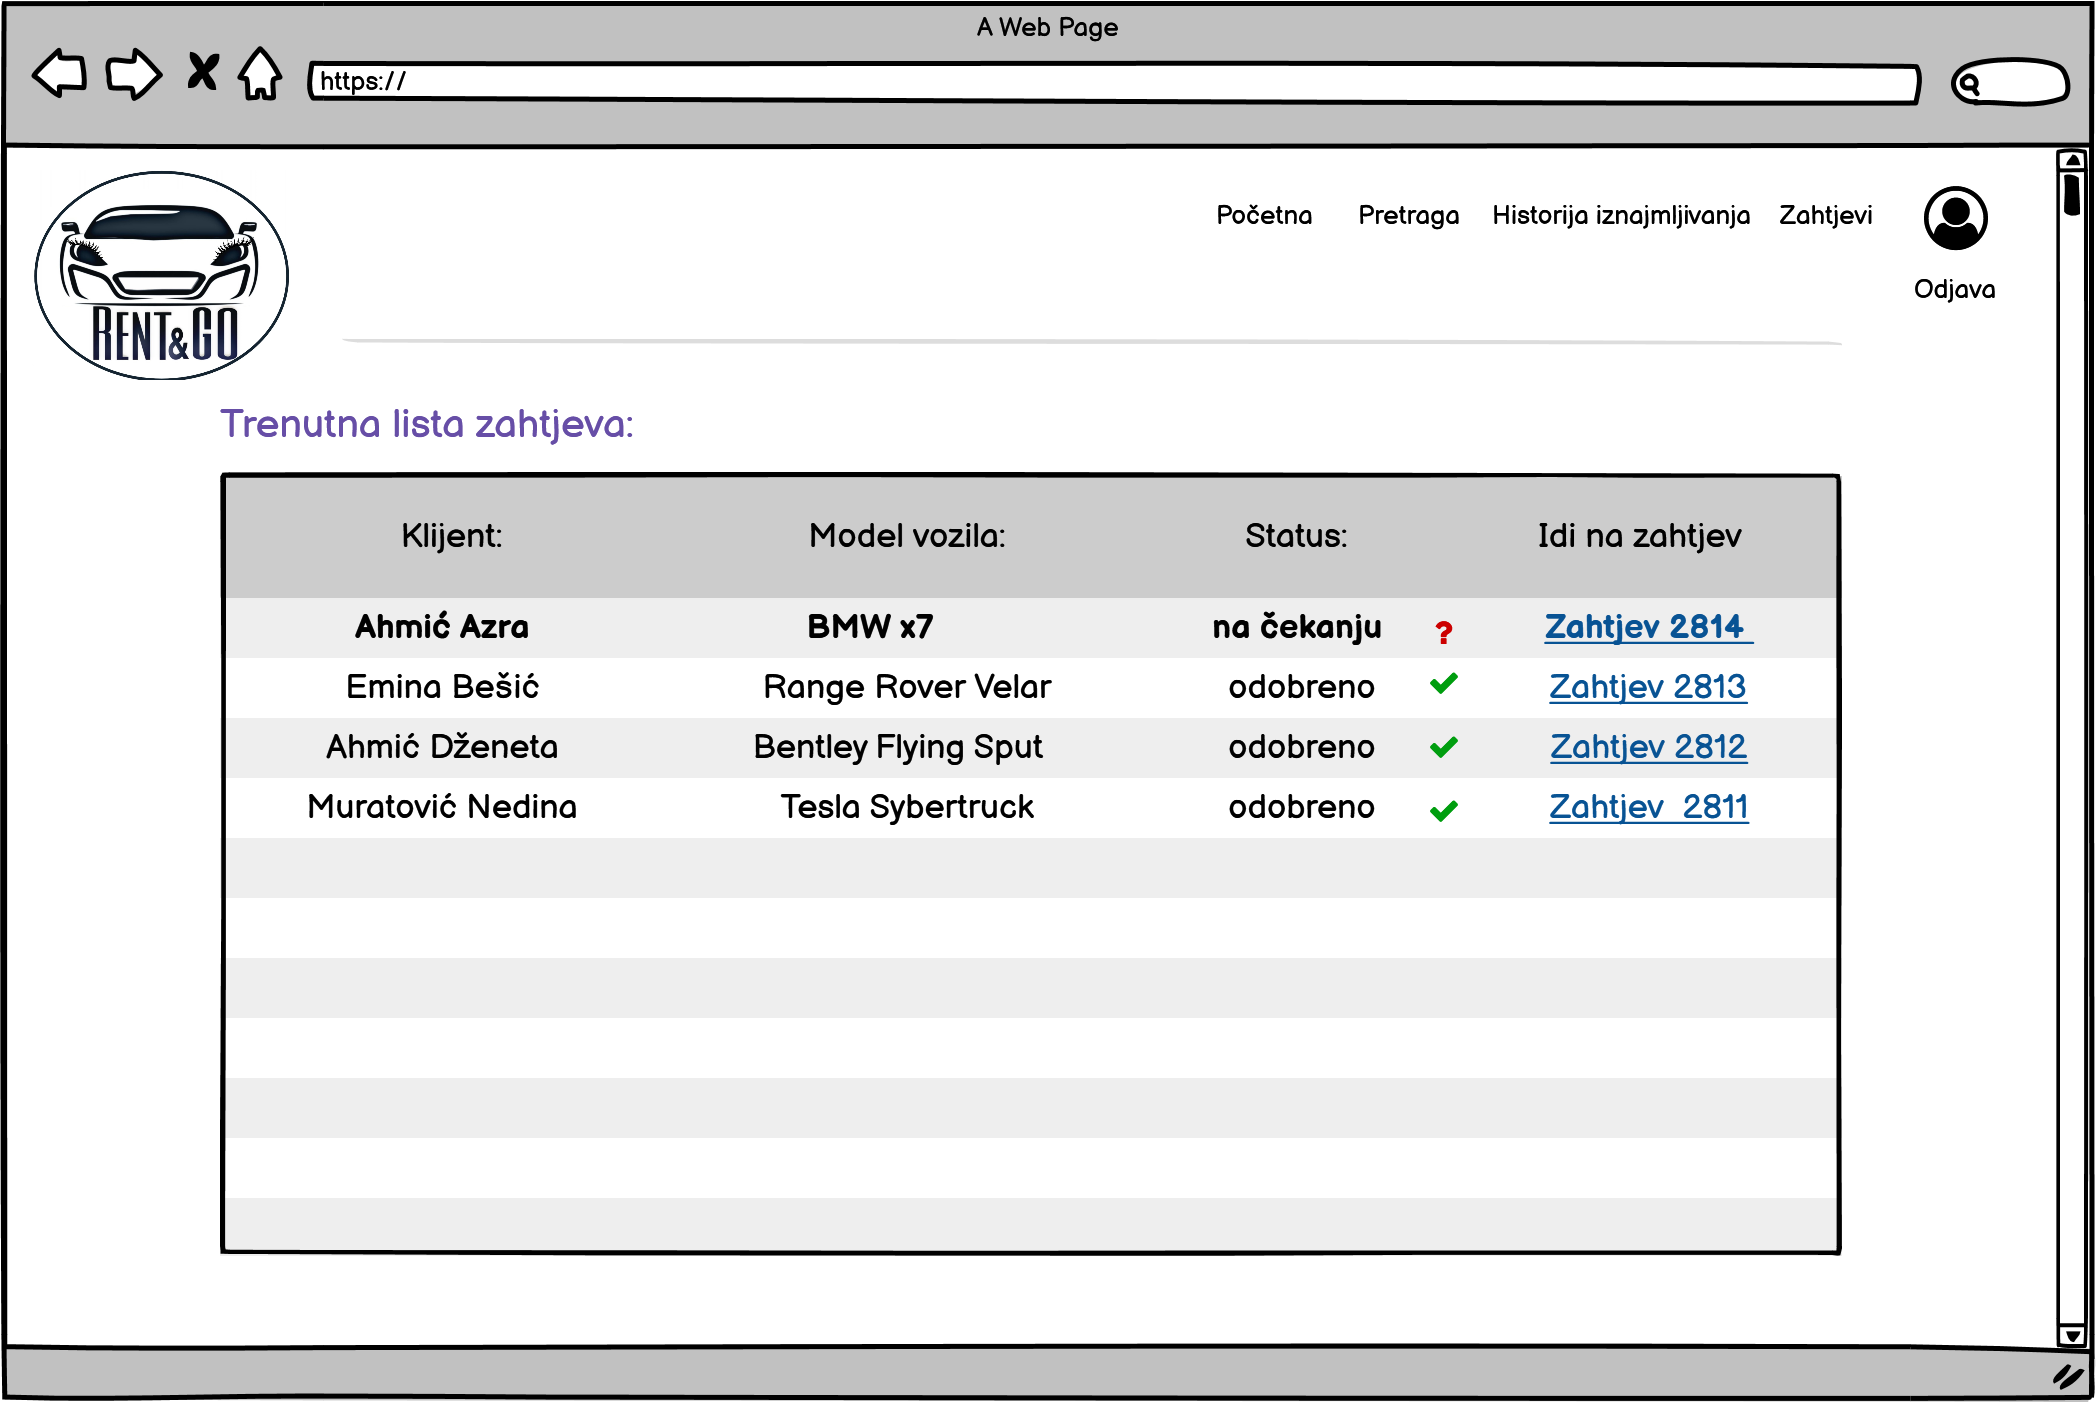 A Web Page
https://
Početna Pretraga Historija iznajmljivanja Zahtjevi
Odjava
RENT&GO
Trenutna lista zahtjeva:
Klijent: Model vozila: Status: Idi na zahtjev
Ahmić Azra BMW x7 na čekanju ? Zahtjev 2814
Emina Bešić Range Rover Velar odobreno Zahtjev 2813
Ahmić Dženeta Bentley Flying Sput odobreno Zahtjev 2812
Muratović Nedina Tesla Sybertruck odobreno Zahtjev 2811